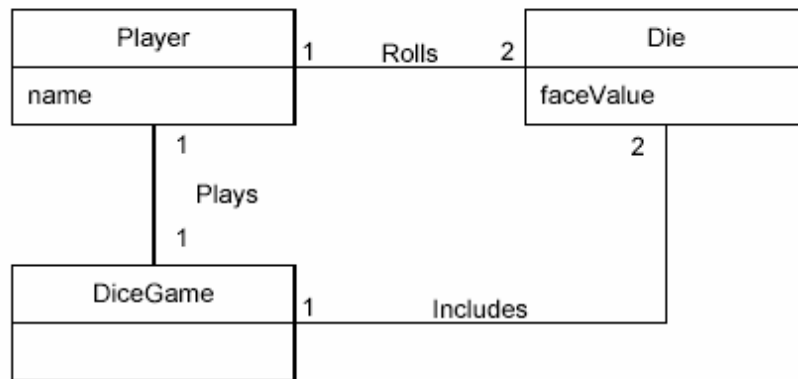 Player
Die
1 Rolls 2
name
faceValue
1
2
Plays
1
DiceGame
1 Includes